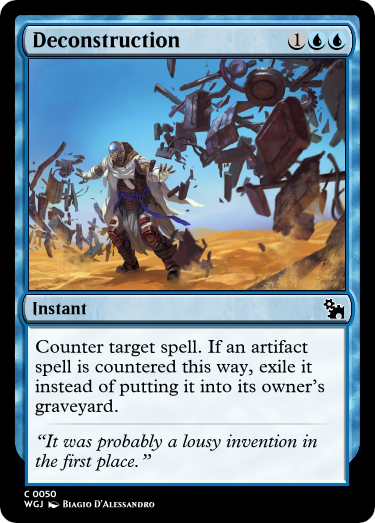 Deconstruction 1
Instant
Counter target spell. If an artifact
spell is countered this way, exile it
instead of putting it into its owner's
graveyard.
“It was probably a lousy invention in
the first place.”
C 0050
WGJ Biagio D'Alessandro